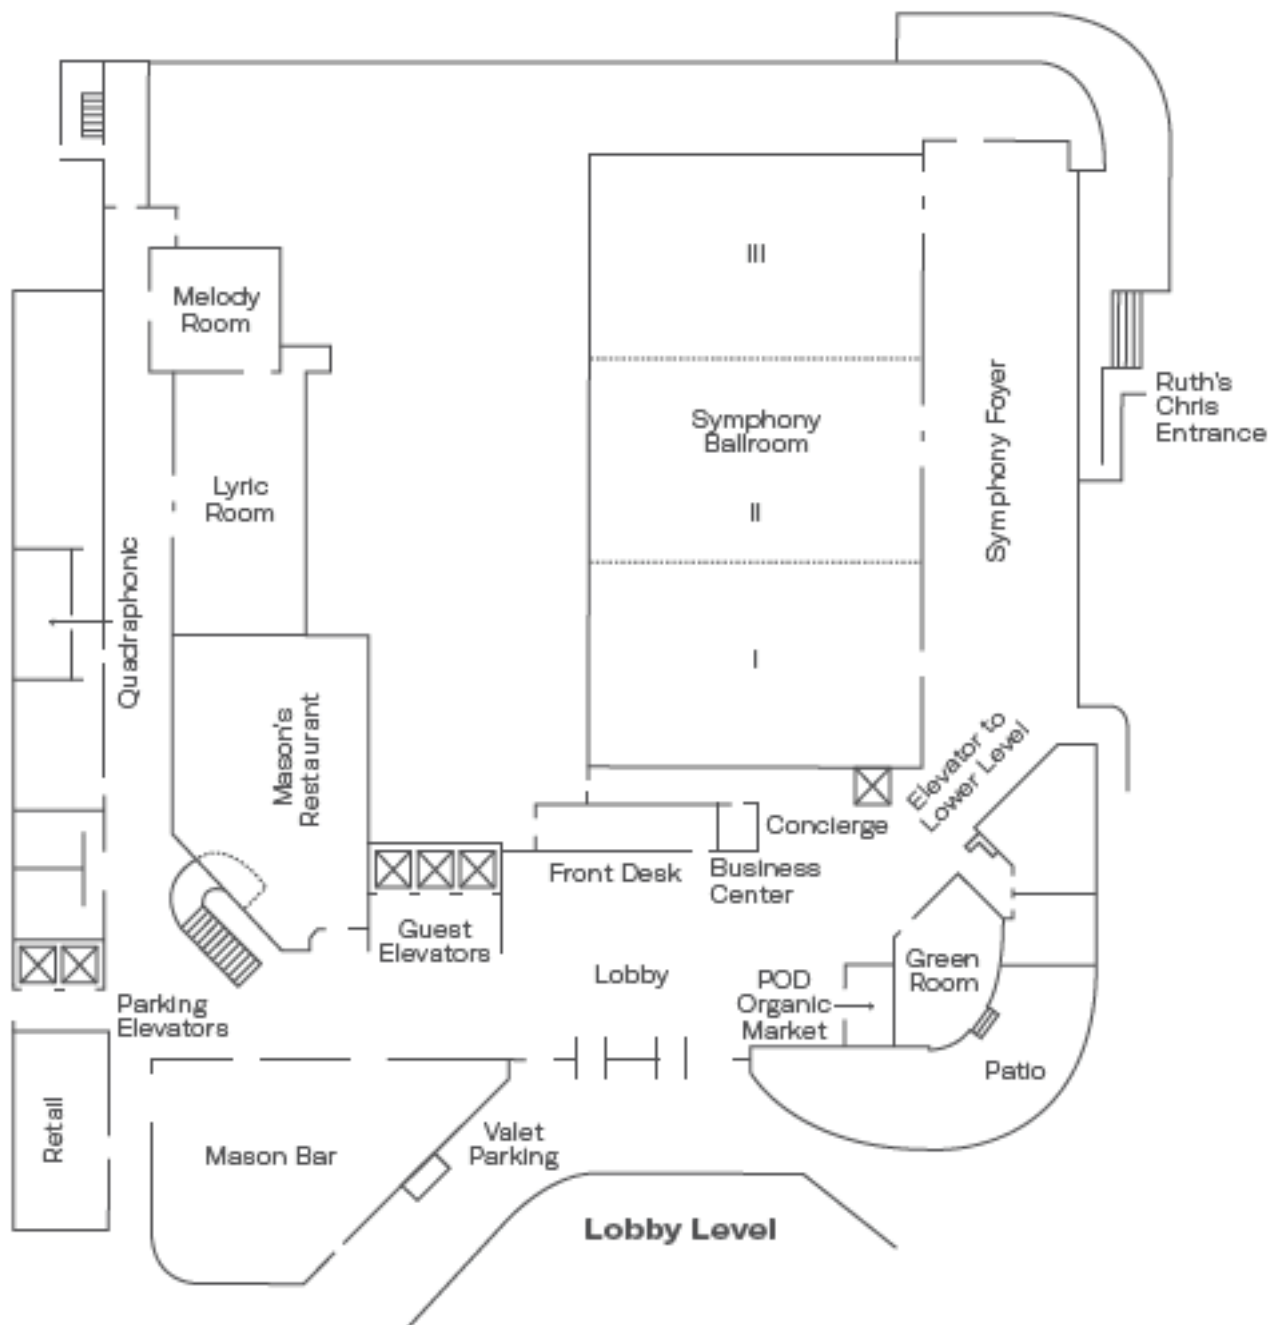 III
Melody
Room
Symphony
Ballroom
Symphony Foyer
Ruth's
Chris
Entrance
Lyric
Room
II
Quadraphonic
I
Mason's
Restaurant
Elevator to
Lower Level
Concierge
Front Desk
Business
Center
Guest
Elevators
Lobby
POD
Organic
Market
Green
Room
Parking
Elevators
Patio
Retail
Mason Bar
Valet
Parking
Lobby Level